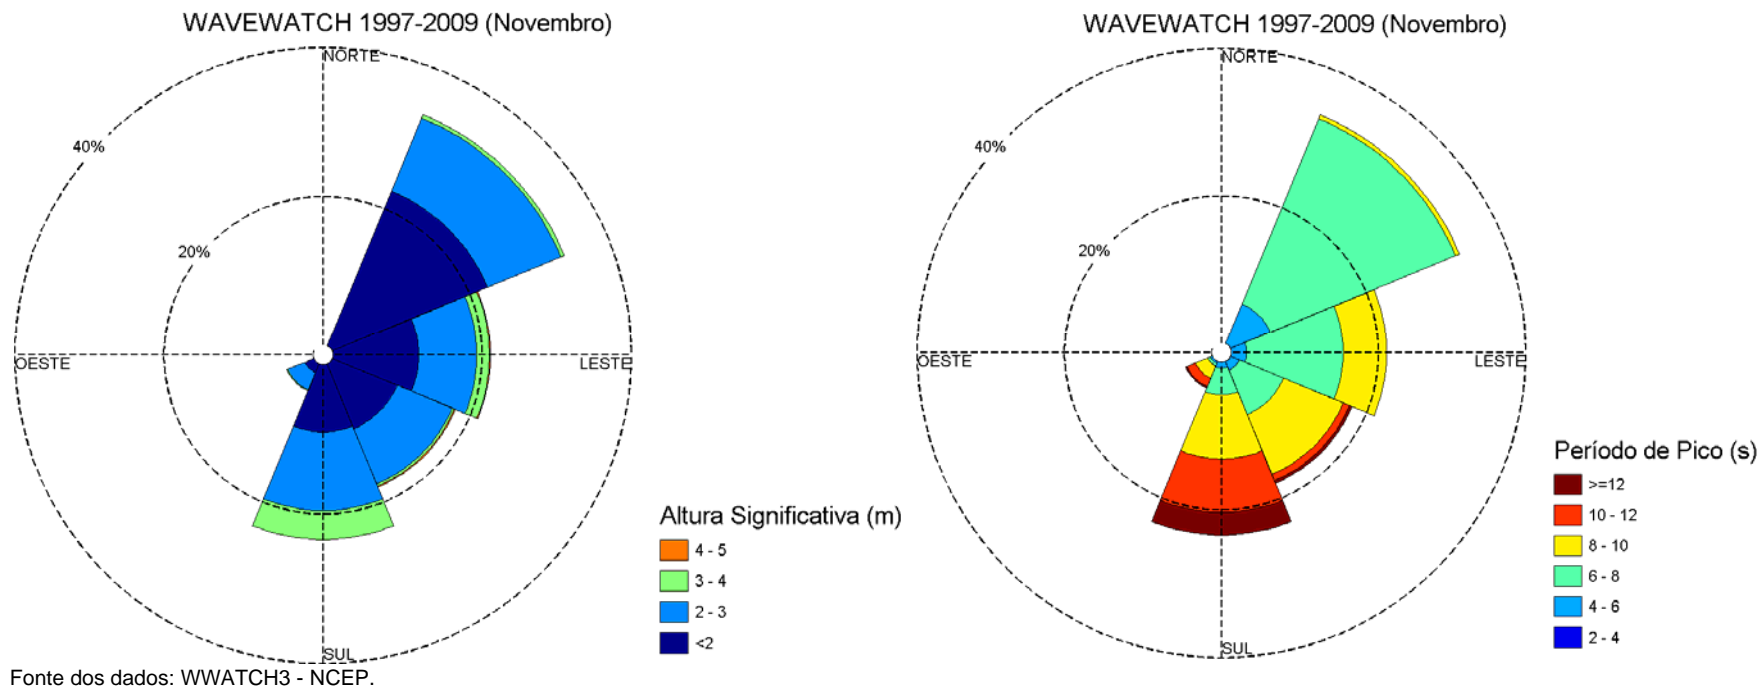 WAVEWATCH 1997-2009 (Novembro)
NORTE
40%
20%
OESTE
LESTE
SUL
Altura Significativa (m)
4 - 5
3 - 4
2 - 3
<2
WAVEWATCH 1997-2009 (Novembro)
NORTE
40%
20%
OESTE
LESTE
SUL
Período de Pico (s)
>=12
10 - 12
8 - 10
6 - 8
4 - 6
2 - 4
Fonte dos dados: WWATCH3 - NCEP.